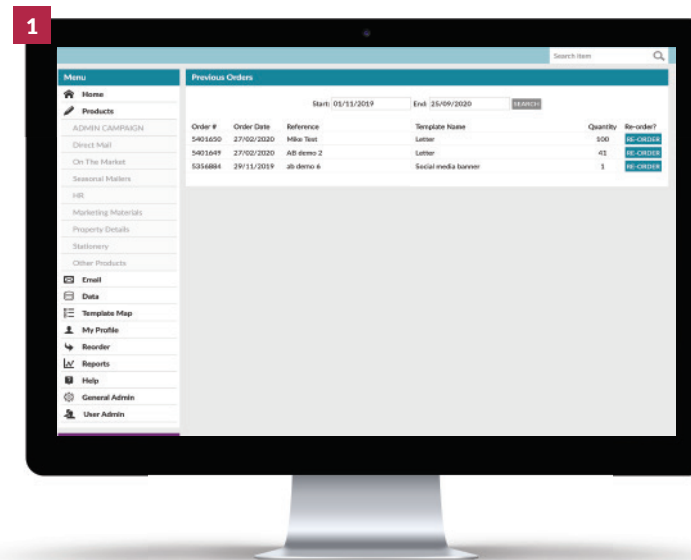 1
Search Item
Menu
Previous Orders
Home
Products
Start: 01/11/2019 End: 25/09/2020 SEARCH
ADMIN CAMPAIGN
Order # Order Date Reference Template Name Quantity Re-order?
Direct Mail
5401650 27/02/2020 Mike Test Letter 100 RE-ORDER
5401649 27/02/2020 AB demo 2 Letter 41 RE-ORDER
On The Market
5356884 29/11/2019 ab demo 6 Social media banner 1 RE-ORDER
Seasonal Mailers
HR
Marketing Materials
Property Details
Stationery
Other Products
Email
Data
Template Map
My Profile
Reorder
Reports
Help
General Admin
User Admin